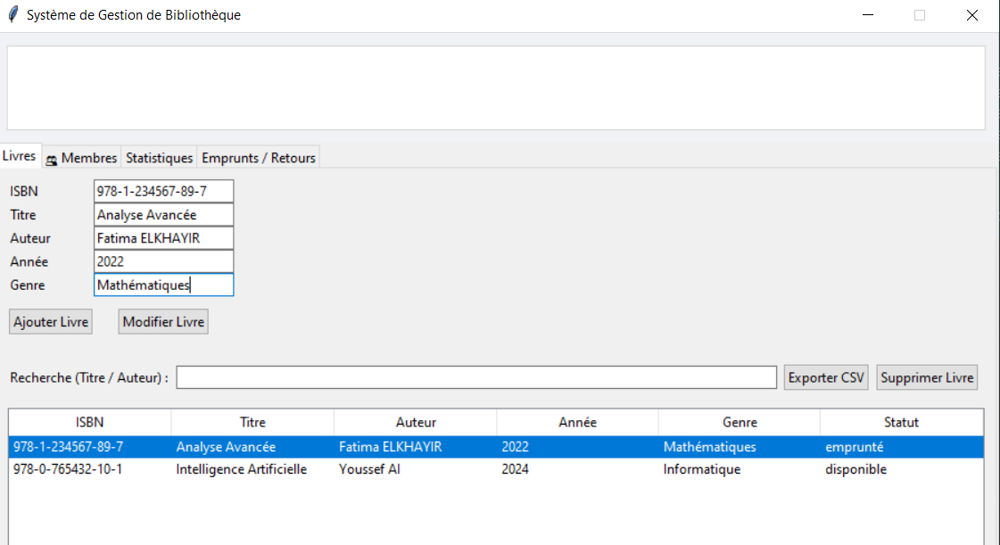 Système de Gestion de Bibliothèque
Livres Membres Statistiques Emprunts / Retours
ISBN 978-1-234567-89-7
Titre Analyse Avancée
Auteur Fatima ELKHAYIR
Année 2022
Genre Mathématiques
Ajouter Livre Modifier Livre
Recherche (Titre / Auteur) : Exporter CSV Supprimer Livre
ISBN Titre Auteur Année Genre Statut
978-1-234567-89-7 Analyse Avancée Fatima ELKHAYIR 2022 Mathématiques emprunté
978-0-765432-10-1 Intelligence Artificielle Youssef AI 2024 Informatique disponible